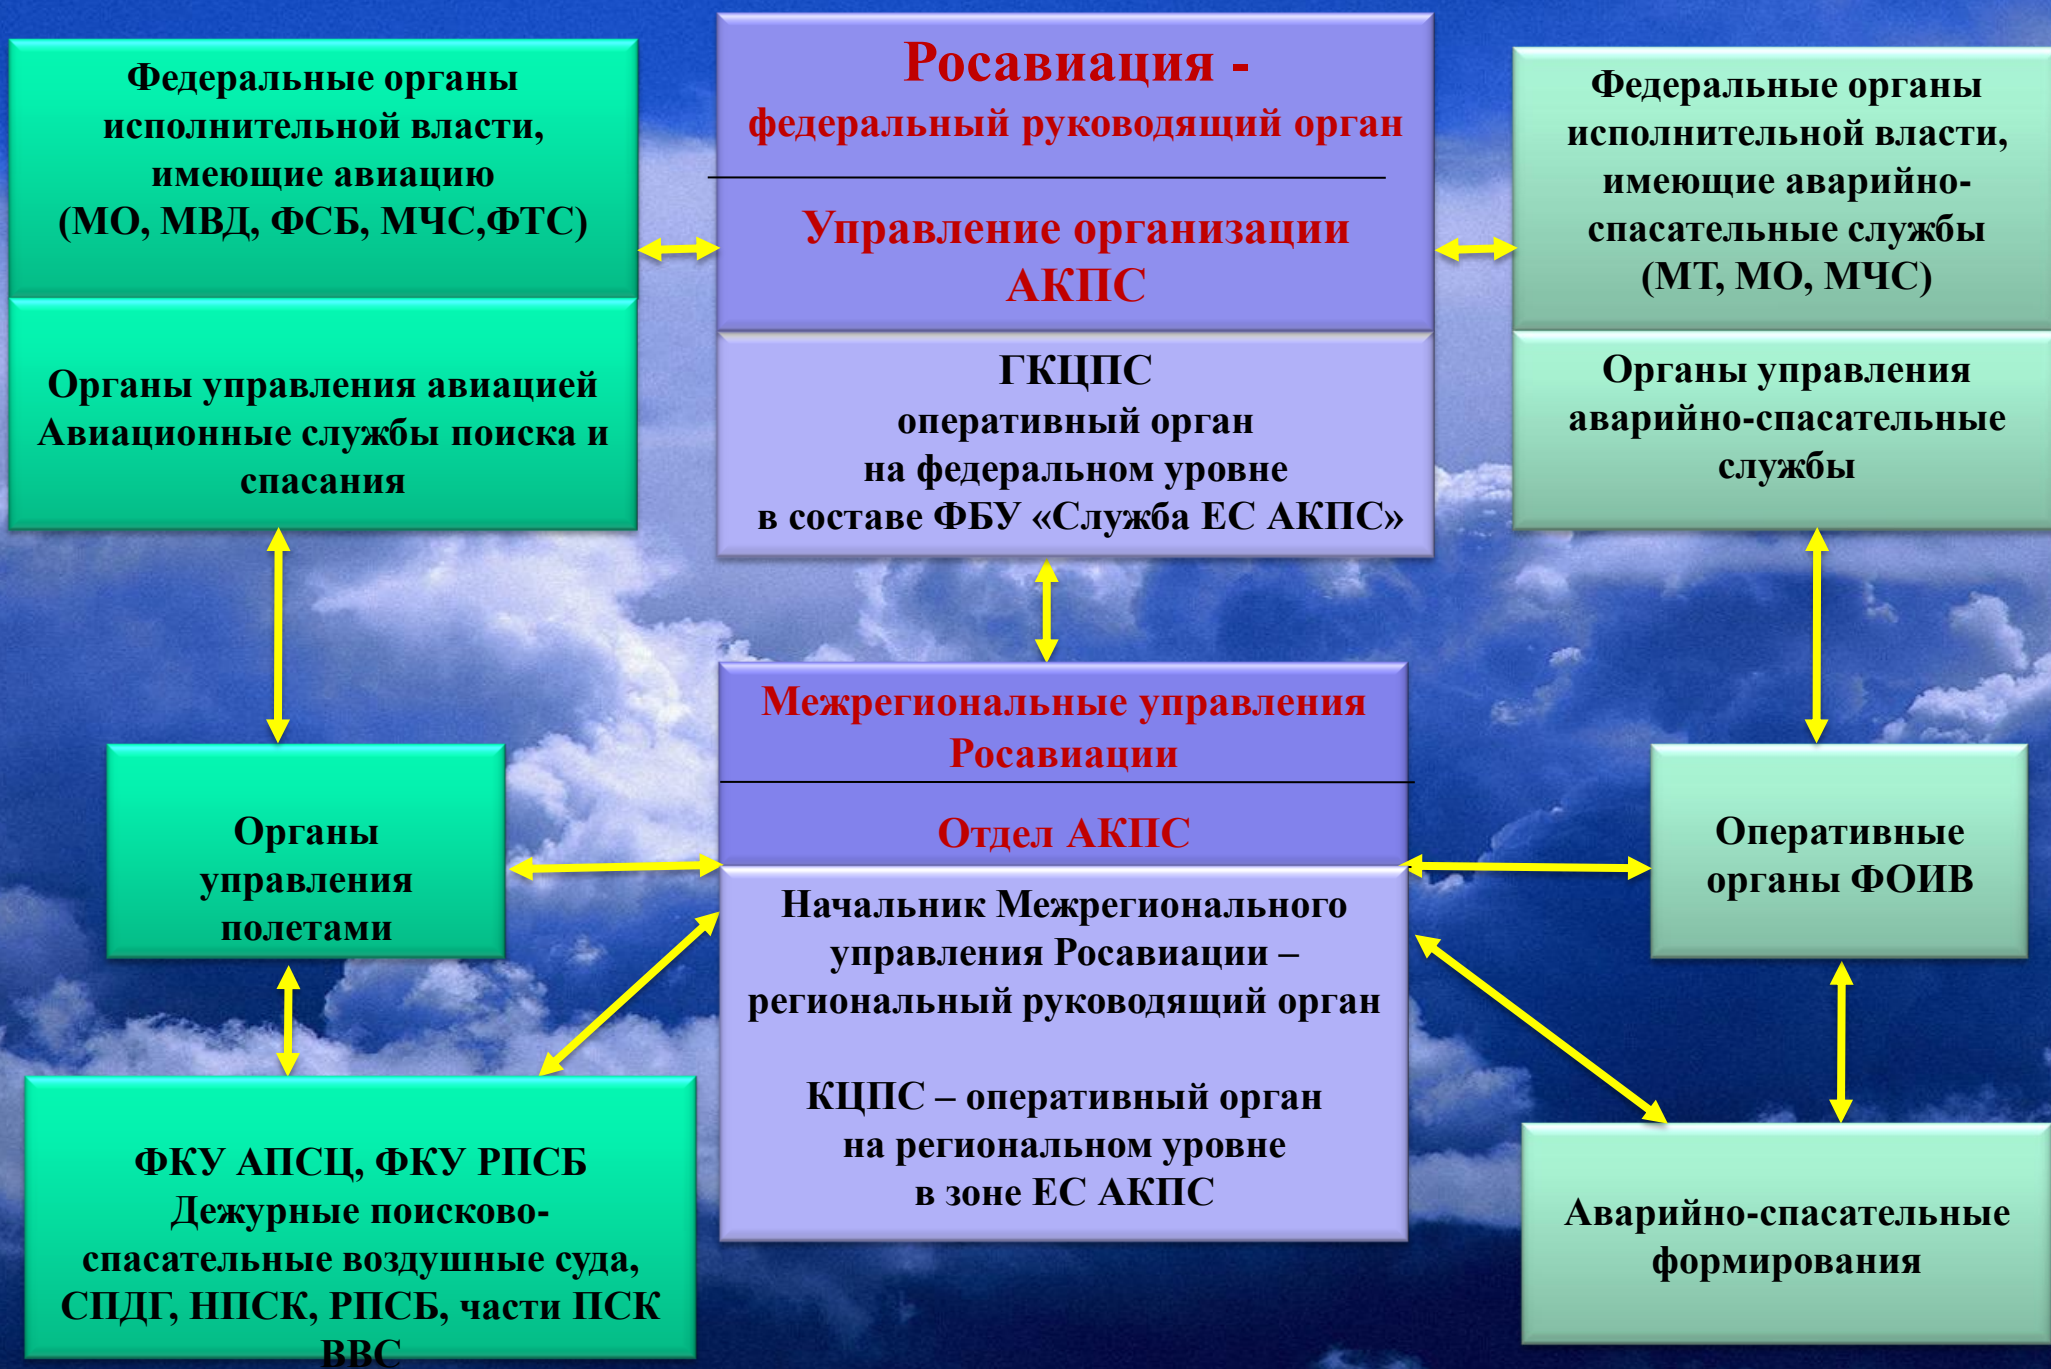 Федеральные органы
исполнительной власти,
имеющие авиацию
(МО, МВД, ФСБ, МЧС,ФТС)
Органы управления авиацией
Авиационные службы поиска и
спасания
Росавиация -
федеральный руководящий орган
Управление организации
АКПС
ГКЦПС
оперативный орган
на федеральном уровне
в составе ФБУ «Служба ЕС АКПС»
Федеральные органы
исполнительной власти,
имеющие аварийно-
спасательные службы
(МТ, МО, МЧС)
Органы управления
аварийно-спасательные
службы
Органы
управления
полетами
Межрегиональные управления
Росавиации
Отдел АКПС
Начальник Межрегионального
управления Росавиации –
региональный руководящий орган
КЦПС – оперативный орган
на региональном уровне
в зоне ЕС АКПС
Оперативные
органы ФОИВ
ФКУ АПСЦ, ФКУ РПСБ
Дежурные поисково-
спасательные воздушные суда,
СПДГ, НПСК, РПСБ, части ПСК
ВВС
Аварийно-спасательные
формирования